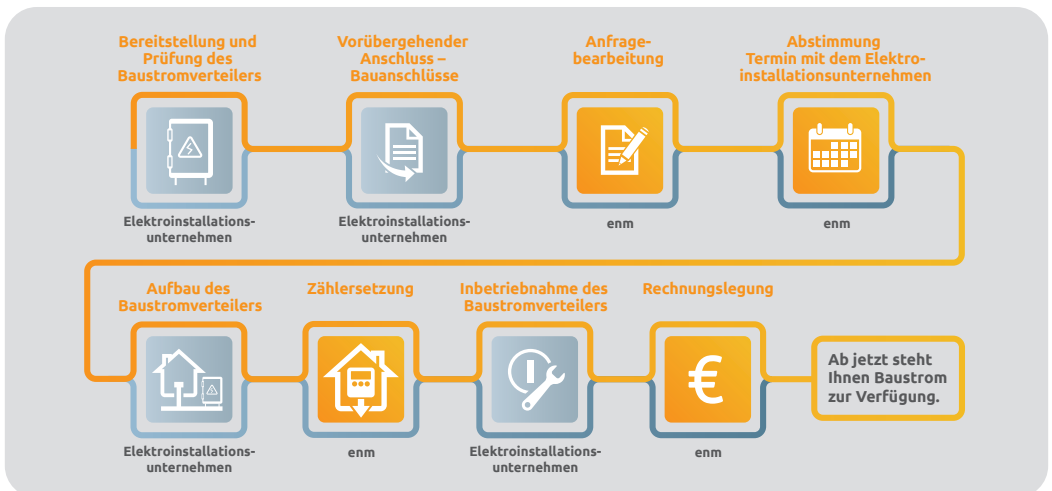 Bereitstellung und
Prüfung des
Baustromverteilers
Elektroinstallations-
unternehmen
Vorübergehender
Anschluss –
Bauanschlüsse
Elektroinstallations-
unternehmen
Anfrage-
bearbeitung
enm
Abstimmung
Termin mit dem Elektro-
installationsunternehmen
enm
Aufbau des
Baustromverteilers
Elektroinstallations-
unternehmen
Zählersetzung
enm
Inbetriebnahme des
Baustromverteilers
Elektroinstallations-
unternehmen
Rechnungslegung
€
enm
Ab jetzt steht
Ihnen Baustrom
zur Verfügung.